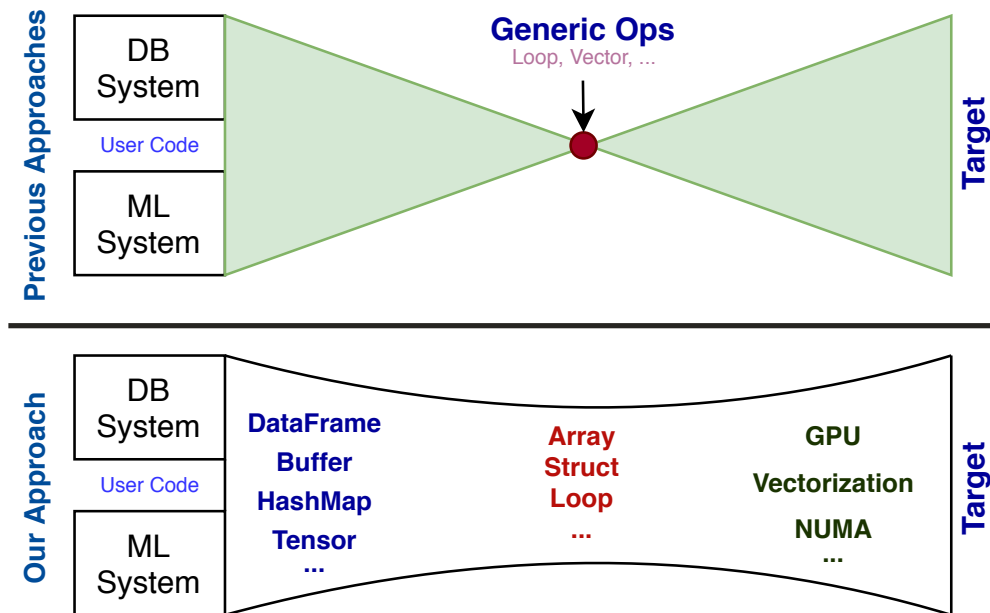 Previous Approaches
DB
System
User Code
ML
System
Generic Ops
Loop, Vector, ...
Target
Our Approach
DB
System
User Code
ML
System
DataFrame
Buffer
HashMap
Tensor
...
Array
Struct
Loop
...
GPU
Vectorization
NUMA
...
Target